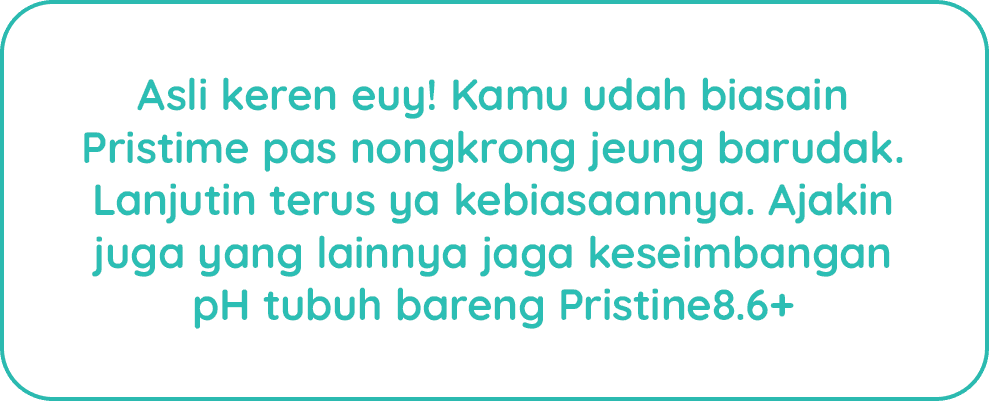 Asli keren euy! Kamu udah biasain
Pristime pas nongkrong jeung barudak.
Lanjutin terus ya kebiasaannya. Ajakin
juga yang lainnya jaga keseimbangan
pH tubuh bareng Pristine8.6+